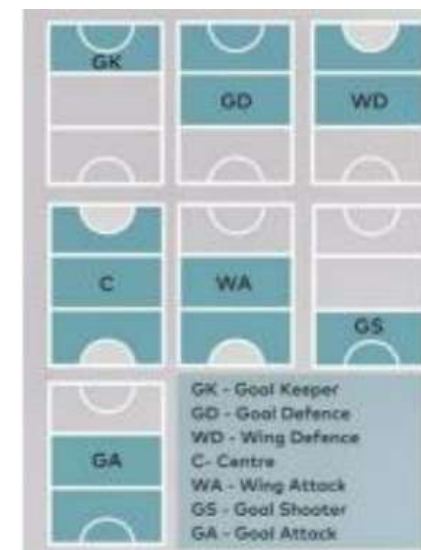 GK
GD
WD
C
WA
GS
GA
GK - Goal Keeper
GD - Goal Defence
WD - Wing Defence
C- Centre
WA - Wing Attack
GS - Goal Shooter
GA - Goal Attack